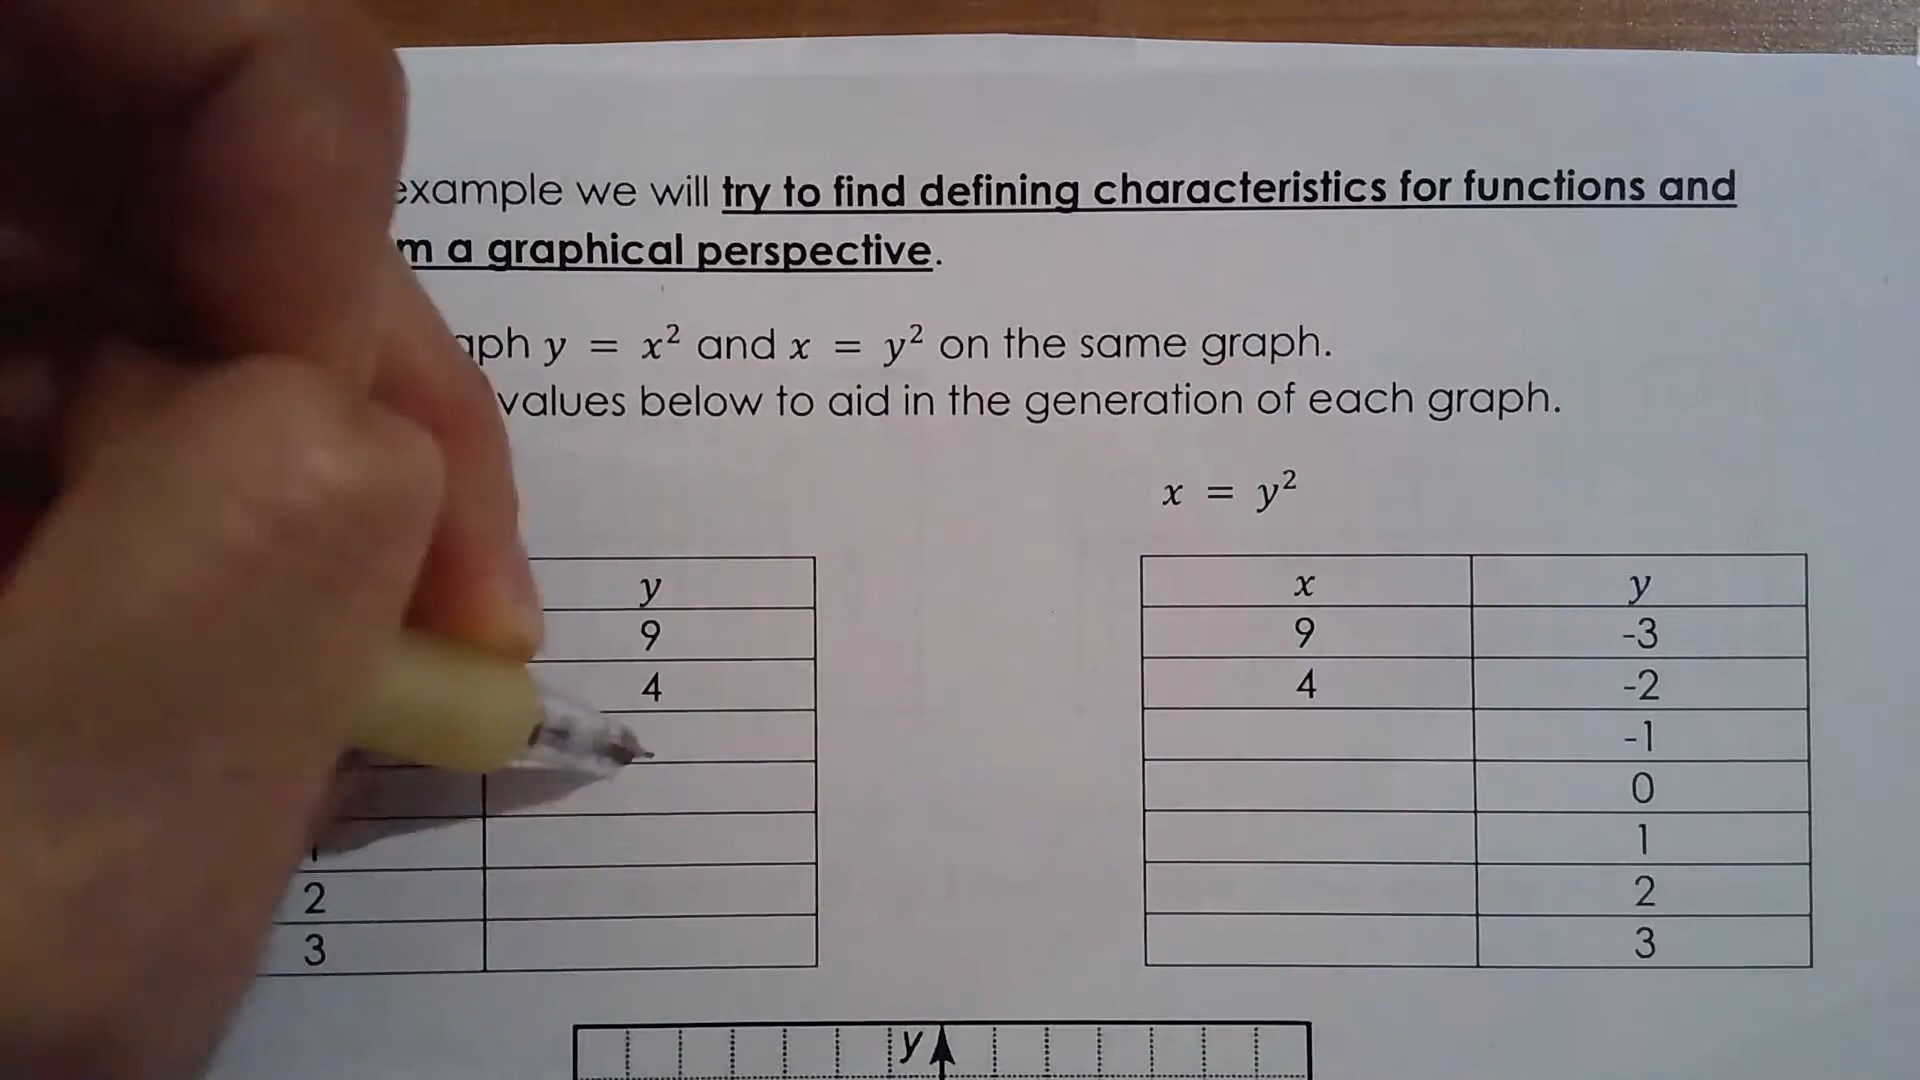 example we will try to find defining characteristics for functions and
a graphical perspective.
y = x² and x = y² on the same graph.
values below to aid in the generation of each graph.
x = y²
y
9
4
2
3
x y
9 -3
4 -2
-1
0
1
2
3
y